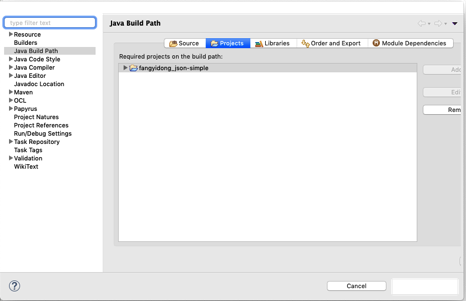 type filter text
Resource
Builders
Java Build Path
Java Code Style
Java Compiler
Java Editor
Javadoc Location
Maven
OCL
Papyrus
Project Natures
Project References
Run/Debug Settings
Task Repository
Task Tags
Validation
WikiText
Java Build Path
Source Projects Libraries Order and Export Module Dependencies
Required projects on the build path:
fangyidong_json-simple
Add
Edi
Rem
?
Cancel